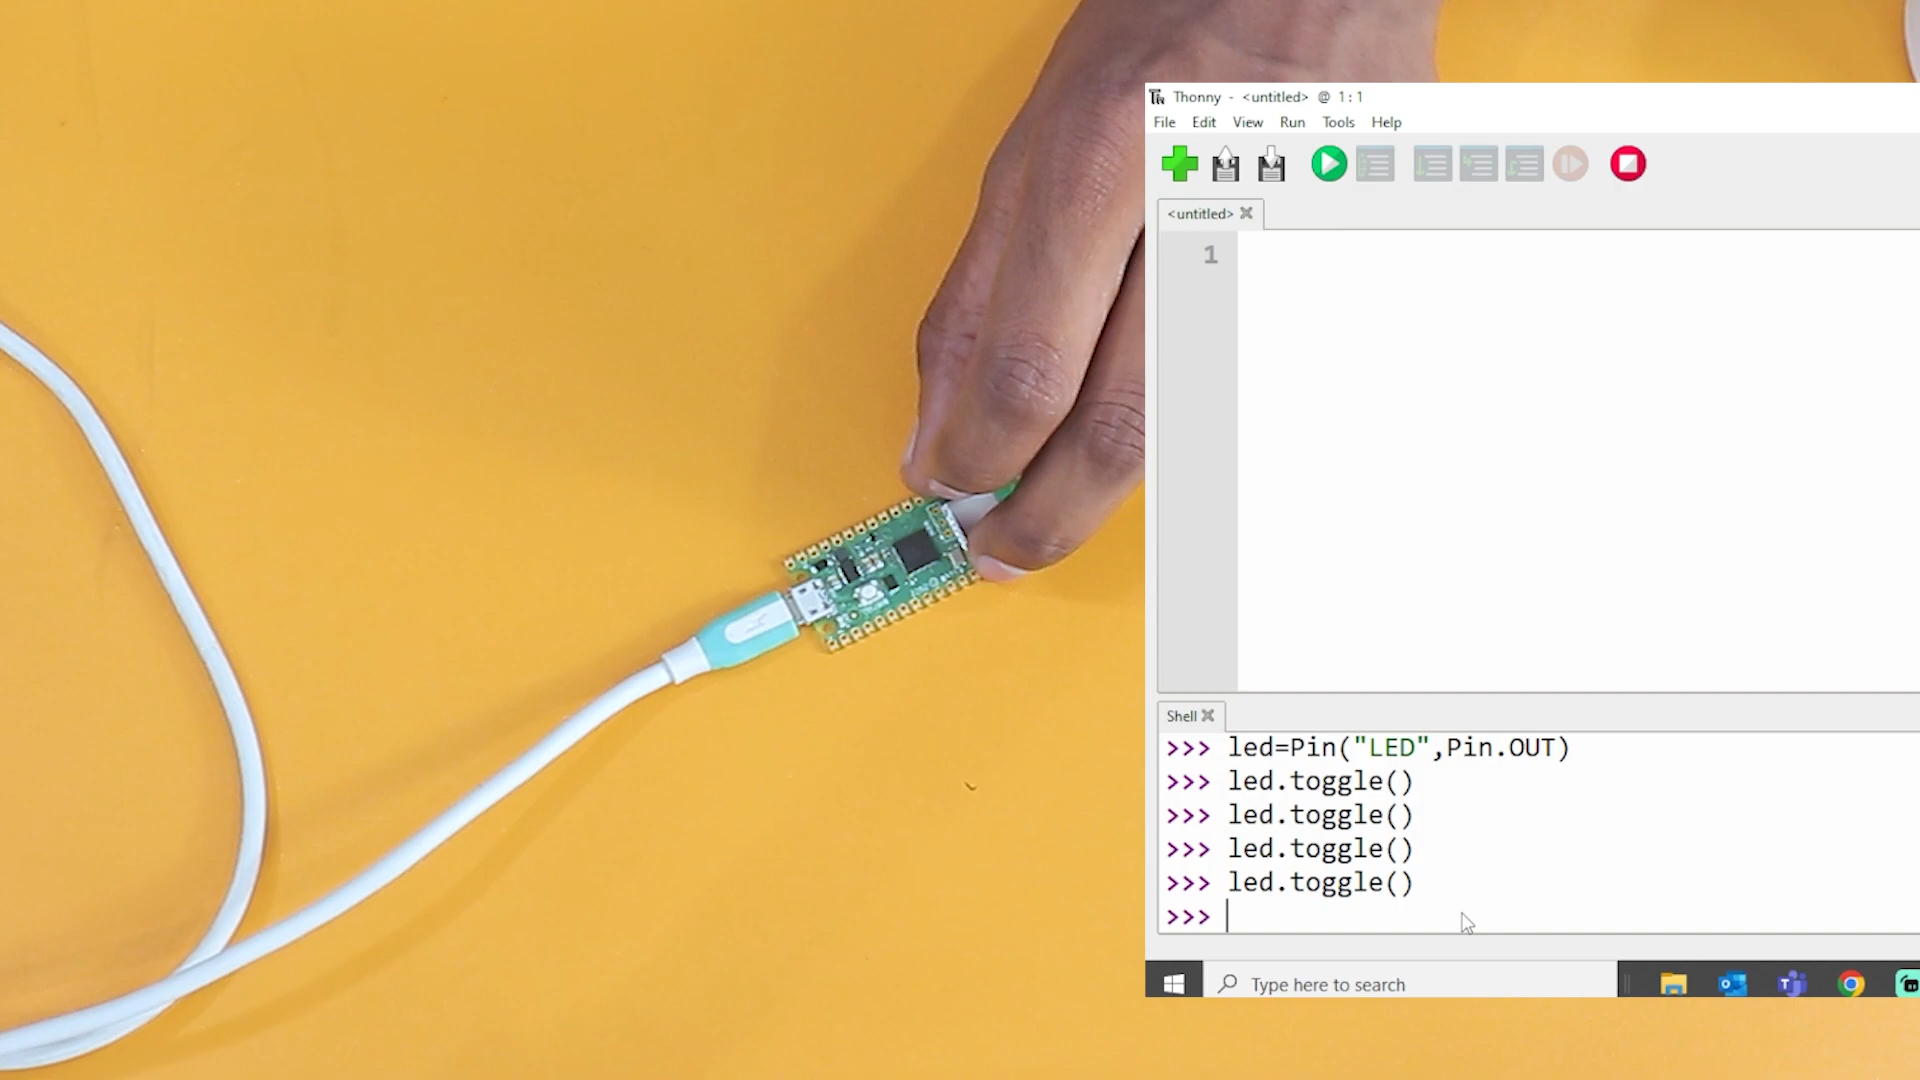 Thonny - <untitled> @ 1:1
File Edit View Run Tools Help
<untitled>
1
Shell
>>> led=Pin("LED",Pin.OUT)
>>> led.toggle()
>>> led.toggle()
>>> led.toggle()
>>> led.toggle()
>>>
Type here to search